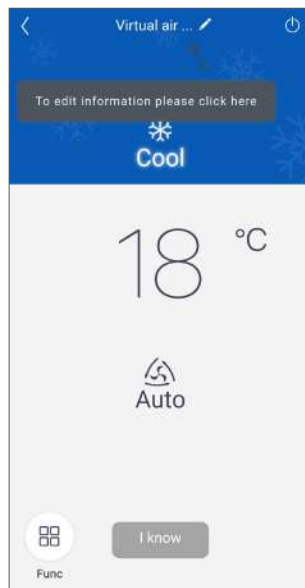 Virtual air ...
To edit information please click here
Cool
18 °C
Auto
I know
Func